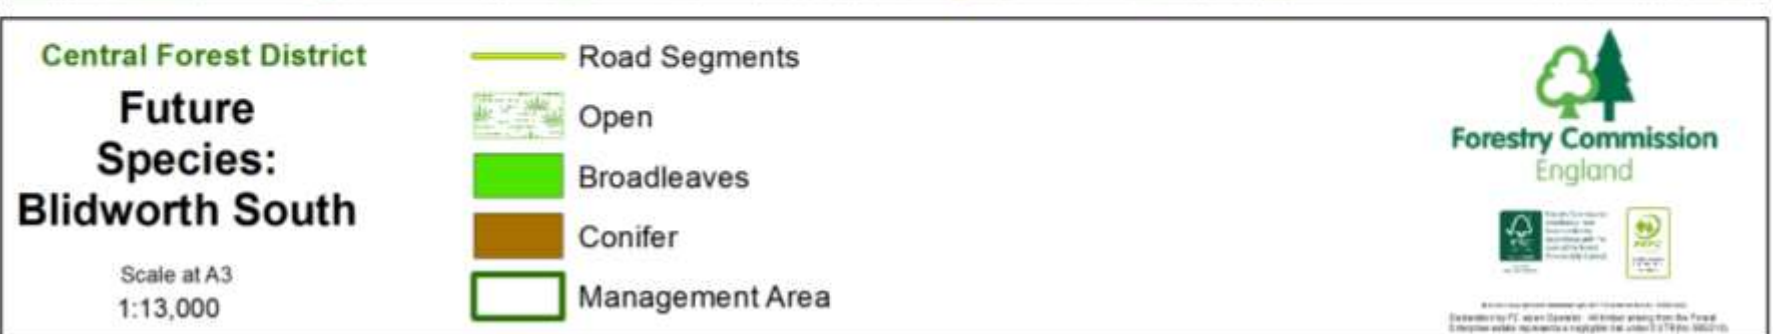 Central Forest District
Future
Species:
Blidworth South
Scale at A3
1:13,000
Road Segments
Open
Broadleaves
Conifer
Management Area
Forestry Commission
England